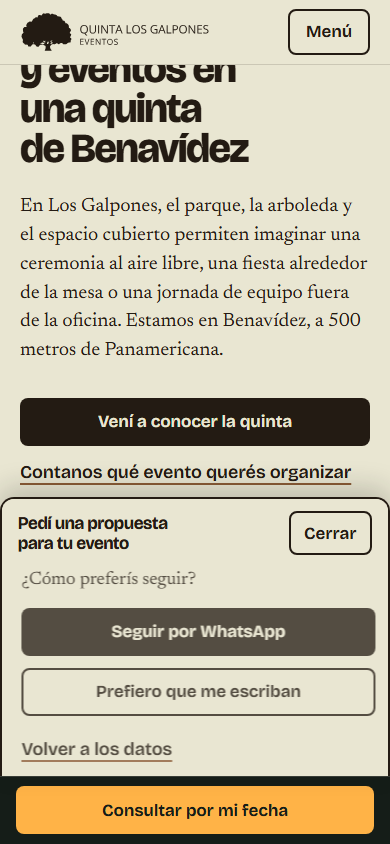 QUINTA LOS GALPONES
EVENTOS
Menú
y eventos en
una quinta
de Benavídez
En Los Galpones, el parque, la arboleda y
el espacio cubierto permiten imaginar una
ceremonia al aire libre, una fiesta alrededor
de la mesa o una jornada de equipo fuera
de la oficina. Estamos en Benavídez, a 500
metros de Panamericana.
Vení a conocer la quinta
Contanos qué evento querés organizar
Pedí una propuesta
para tu evento
Cerrar
¿Cómo preferís seguir?
Seguir por WhatsApp
Prefiero que me escriban
Volver a los datos
Consultar por mi fecha